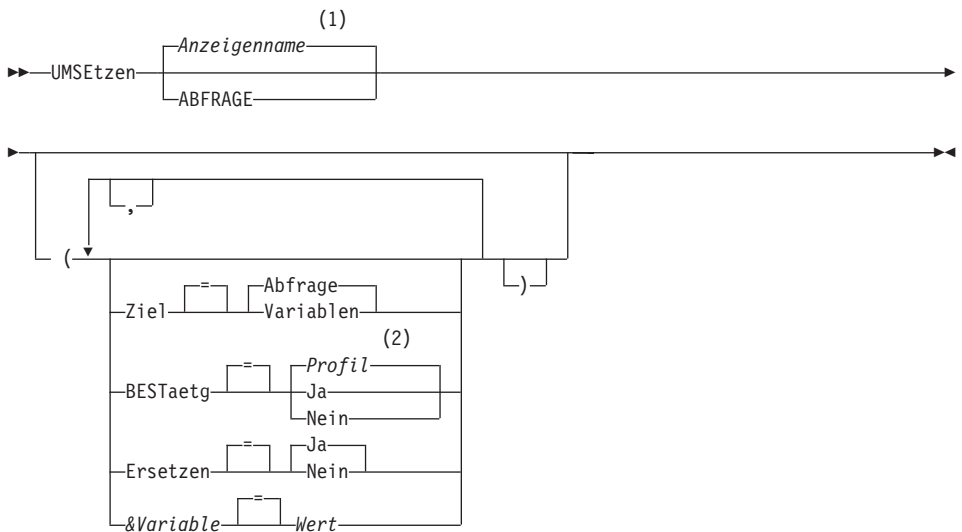 (1)
Anzeigenname
UMSEtzen
ABFRAGE
,
(
)
Ziel = Abfrage
Variablen
(2)
BESTaetg = Profil
Ja
Nein
Ersetzen = Ja
Nein
&Variable = Wert